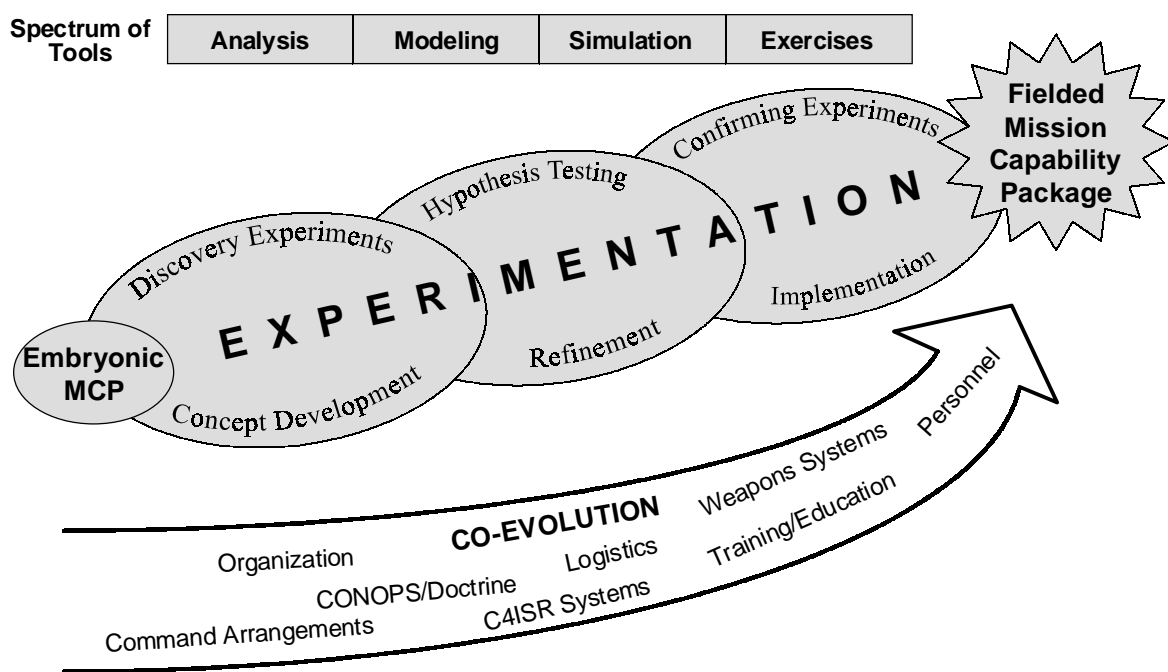 Spectrum of
Tools
Analysis
Modeling
Simulation
Exercises
Fielded
Mission
Capability
Package
Confirming Experiments
Hypothesis Testing
Discovery Experiments
EXPERIMENTATION
Implementation
Refinement
Concept Development
Embryonic
MCP
Personnel
Weapons Systems
CO-EVOLUTION
Training/Education
Organization
Logistics
CONOPS/Doctrine
C4ISR Systems
Command Arrangements